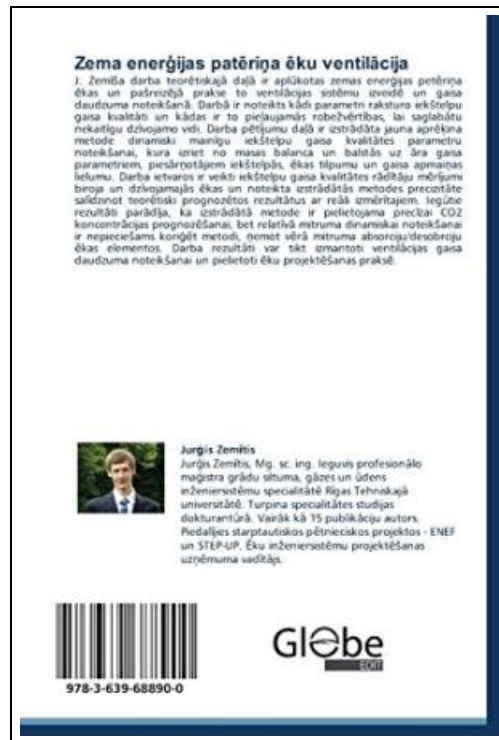 Zema enerģijas patēriņa ēku ventilācija
J. Zemīša darba teorētiskajā daļā ir aplūkotas zemas enerģijas petēriņa
ēkas un pašreizējā prakse to ventilācijas sistēmu izveidē un gaisa
daudzuma noteikšanā. Darbā ir noteikts kādi parametri raksturo iekštelpu
gaisa kvalitāti un kādas ir to pieļaujamās robežvērtības, lai saglabātu
nekaitīgu dzīvojamo vidi. Darba pētījumu daļā ir izstrādāta jauna aprēķina
metode dinamiski mainīgu iekštelpu gaisa kvalitātes parametru
noteikšanai, kura izriet no masas balanca un balstās uz āra gaisa
parametriem, piesārņotājiem iekštelpās, ēkas tilpumu un gaisa apmaiņas
lielumu. Darba ietvaros ir veikti iekštelpu gaisa kvalitātes rādītāju mērījumi
biroja un dzīvojamajās ēkas un noteikta izstrādātās metodes precizitāte
salīdzinot teorētiski prognozētos rezultātus ar reāli izmērītajiem. Iegūtie
rezultāti parādīja, ka izstrādātā metode ir pielietojama precīzai CO2
koncentrācijas prognozēšanai, bet relatīvā mitruma dinamiskai noteikšanai
ir nepieciešams koriģēt metodi, ņemot vērā mitruma absorciju/desobrciju
ēkas elementos. Darba rezultāti var tikt izmantoti ventilācijas gaisa
daudzuma noteikšanai un pielietoti ēku projektēšanas praksē.
Jurģis Zemītis
Jurģis Zemītis, Mg. sc. ing. Ieguvis profesionālo
maģistra grādu siltuma, gāzes un ūdens
inženiersistēmu specialitātē Rīgas Tehniskajā
universitātē. Turpina specialitātes studijas
doktorantūrā. Vairāk kā 15 publikāciju autors.
Piedalījies starptautiskos pētnieciskos projektos - ENEF
un STEP-UP. Ēku inženiersistēmu projektēšanas
uzņēmuma vadītājs.
978-3-639-68890-0
Globe
EDIT